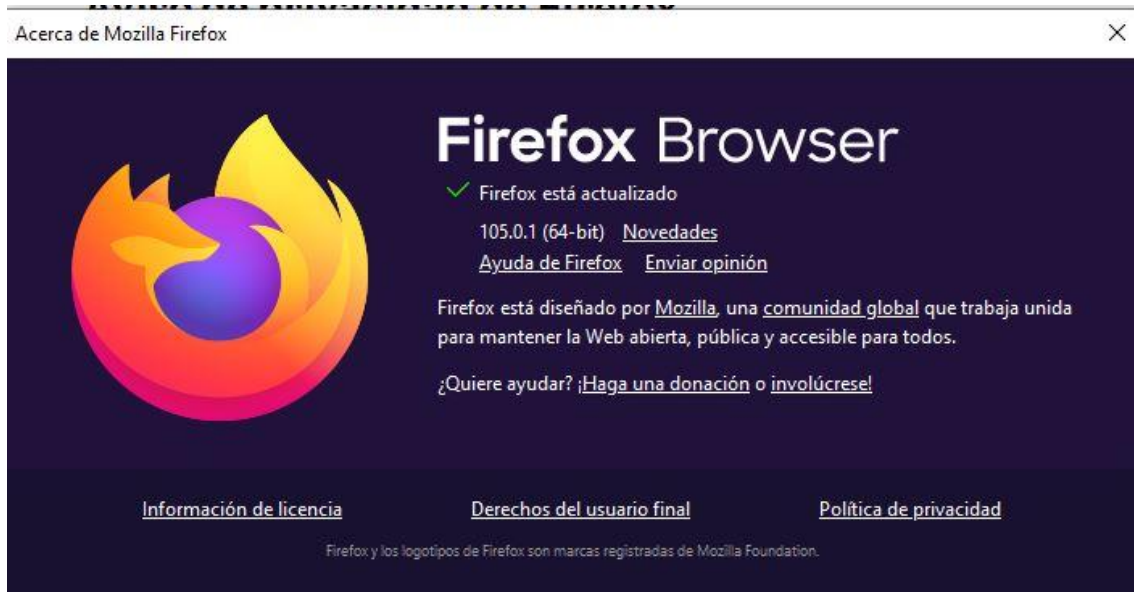 Acerca de Mozilla Firefox
Firefox Browser
Firefox está actualizado
105.0.1 (64-bit) Novedades
Ayuda de Firefox Enviar opinión
Firefox está diseñado por Mozilla, una comunidad global que trabaja unida
para mantener la Web abierta, pública y accesible para todos.
¿Quiere ayudar? ¡Haga una donación o involúcrese!
Información de licencia Derechos del usuario final Política de privacidad
Firefox y los logotipos de Firefox son marcas registradas de Mozilla Foundation.